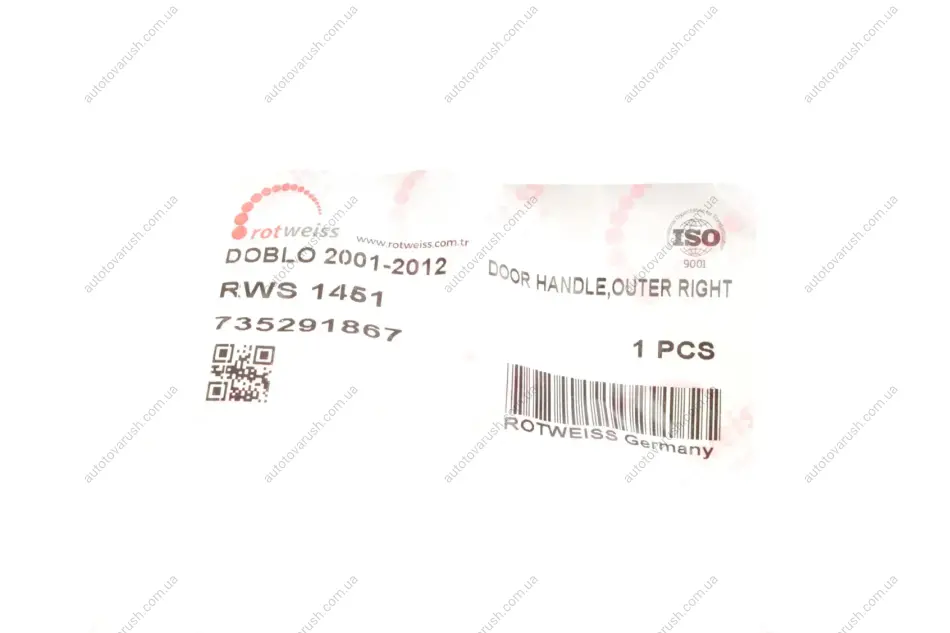 rotweiss
www.rotweiss.com.tr
DOBLO 2001-2012
RWS 1451
735291867
ISO
9001
DOOR HANDLE,OUTER RIGHT
1 PCS
ROTWEISS Germany
autotovarush.com.ua